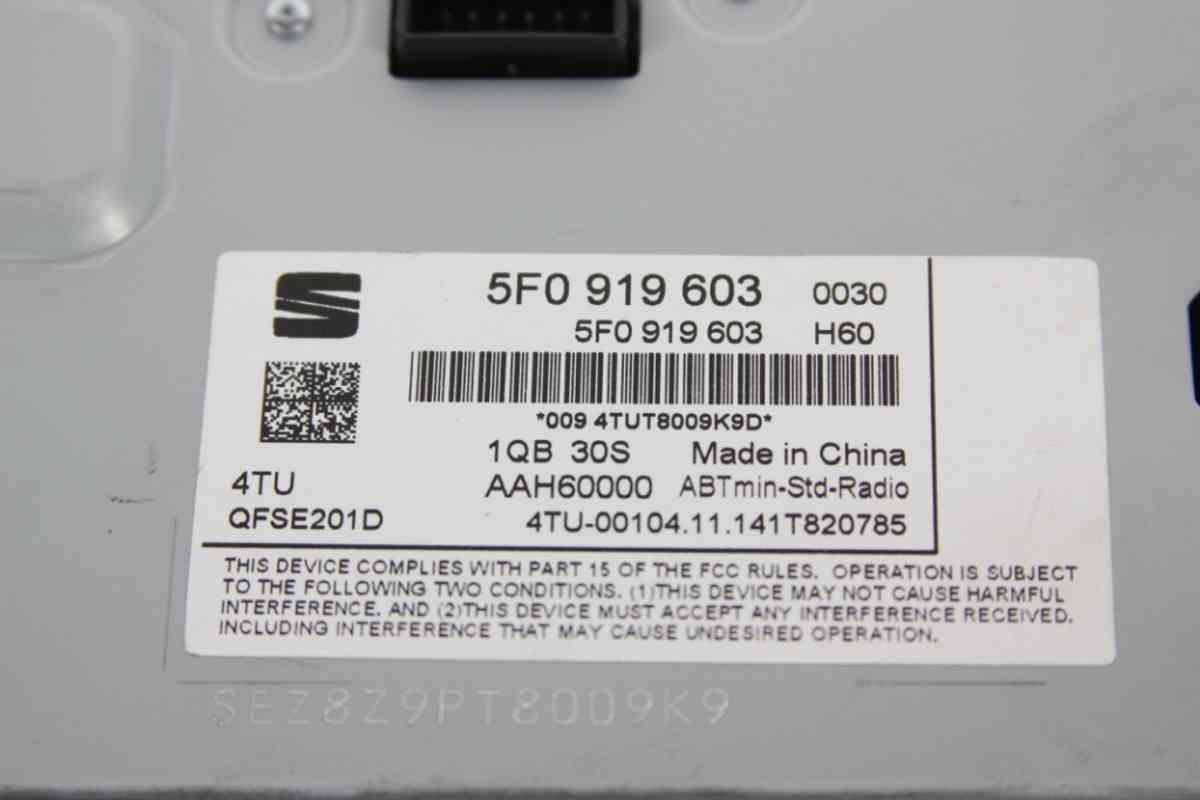 5F0 919 603 0030
5F0 919 603 H60
*009 4TUT8009K9D*
1QB 30S Made in China
4TU AAH60000 ABTmin-Std-Radio
QFSE201D 4TU-00104.11.141T820785
THIS DEVICE COMPLIES WITH PART 15 OF THE FCC RULES. OPERATION IS SUBJECT
TO THE FOLLOWING TWO CONDITIONS. (1)THIS DEVICE MAY NOT CAUSE HARMFUL
INTERFERENCE. AND (2)THIS DEVICE MUST ACCEPT ANY INTERFERENCE RECEIVED.
INCLUDING INTERFERENCE THAT MAY CAUSE UNDESIRED OPERATION.
SEZ8Z9PT8009K9